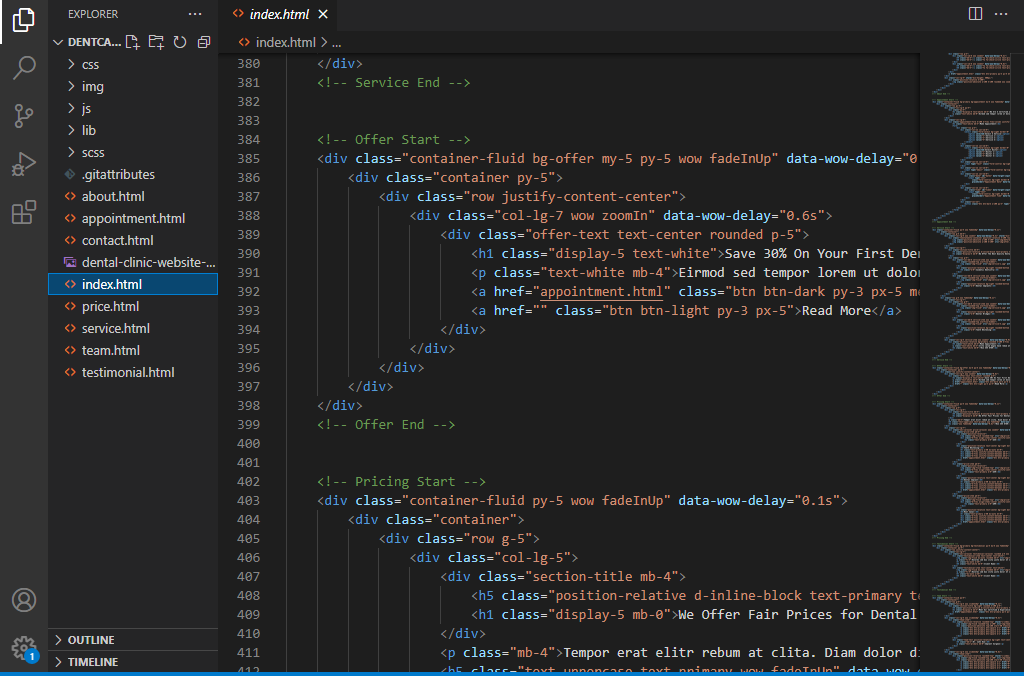 EXPLORER
DENTCA...
css
img
js
lib
scss
.gitattributes
about.html
appointment.html
contact.html
dental-clinic-website-...
index.html
price.html
service.html
team.html
testimonial.html
OUTLINE
TIMELINE
1
index.html
index.html > ...
380 </div>
381 <!-- Service End -->
382
383
384 <!-- Offer Start -->
385 <div class="container-fluid bg-offer my-5 py-5 wow fadeInUp" data-wow-delay="0
386 <div class="container py-5">
387 <div class="row justify-content-center">
388 <div class="col-lg-7 wow zoomIn" data-wow-delay="0.6s">
389 <div class="offer-text text-center rounded p-5">
390 <h1 class="display-5 text-white">Save 30% On Your First De
391 <p class="text-white mb-4">Eirmod sed tempor lorem ut dolo
392 <a href="appointment.html" class="btn btn-dark py-3 px-5 m
393 <a href="" class="btn btn-light py-3 px-5">Read More</a>
394 </div>
395 </div>
396 </div>
397 </div>
398 </div>
399 <!-- Offer End -->
400
401
402 <!-- Pricing Start -->
403 <div class="container-fluid py-5 wow fadeInUp" data-wow-delay="0.1s">
404 <div class="container">
405 <div class="row g-5">
406 <div class="col-lg-5">
407 <div class="section-title mb-4">
408 <h5 class="position-relative d-inline-block text-primary t
409 <h1 class="display-5 mb-0">We Offer Fair Prices for Dental
410 </div>
411 <p class="mb-4">Tempor erat elitr rebum at clita. Diam dolor d
412 <h5 class="text-uppercase text-primary wow fadeInUp" data-wow-